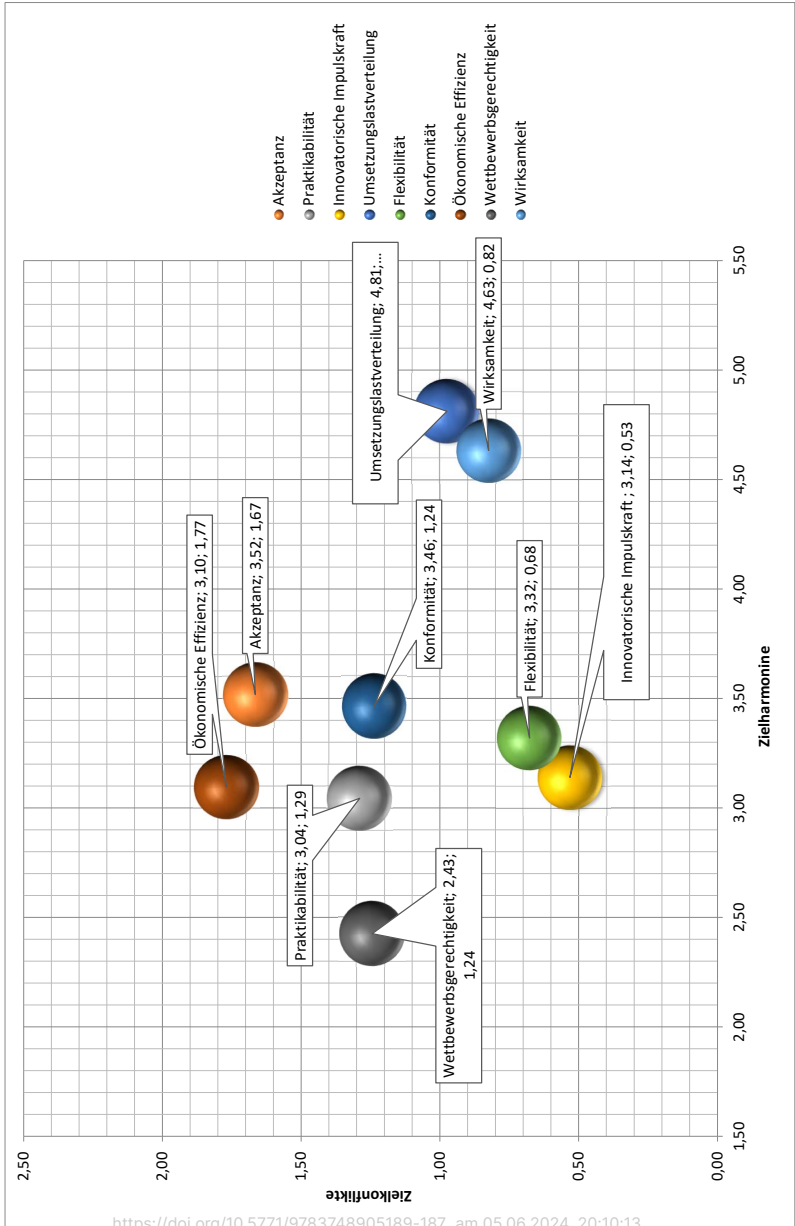 Akzeptanz
Praktikabilität
Innovatorische Impulskraft
Umsetzungslastverteilung
Flexibilität
Konformität
Ökonomische Effizienz
Wettbewerbsgerechtigkeit
Wirksamkeit
Ökonomische Effizienz; 3,10; 1,77
Akzeptanz; 3,52; 1,67
Praktikabilität; 3,04; 1,29
Konformität; 3,46; 1,24
Wettbewerbsgerechtigkeit; 2,43;
1,24
Umsetzungslastverteilung; 4,81;...
Wirksamkeit; 4,63; 0,82
Flexibilität; 3,32; 0,68
Innovatorische Impulskraft ; 3,14; 0,53
Zielkonflikte
2,50
2,00
1,50
1,00
0,50
0,00
1,50
2,00
2,50
3,00
3,50
4,00
4,50
5,00
5,50
Zielharmonine
https://doi.org/10.5771/9783748905189-187, am 05.06.2024, 20:10:13